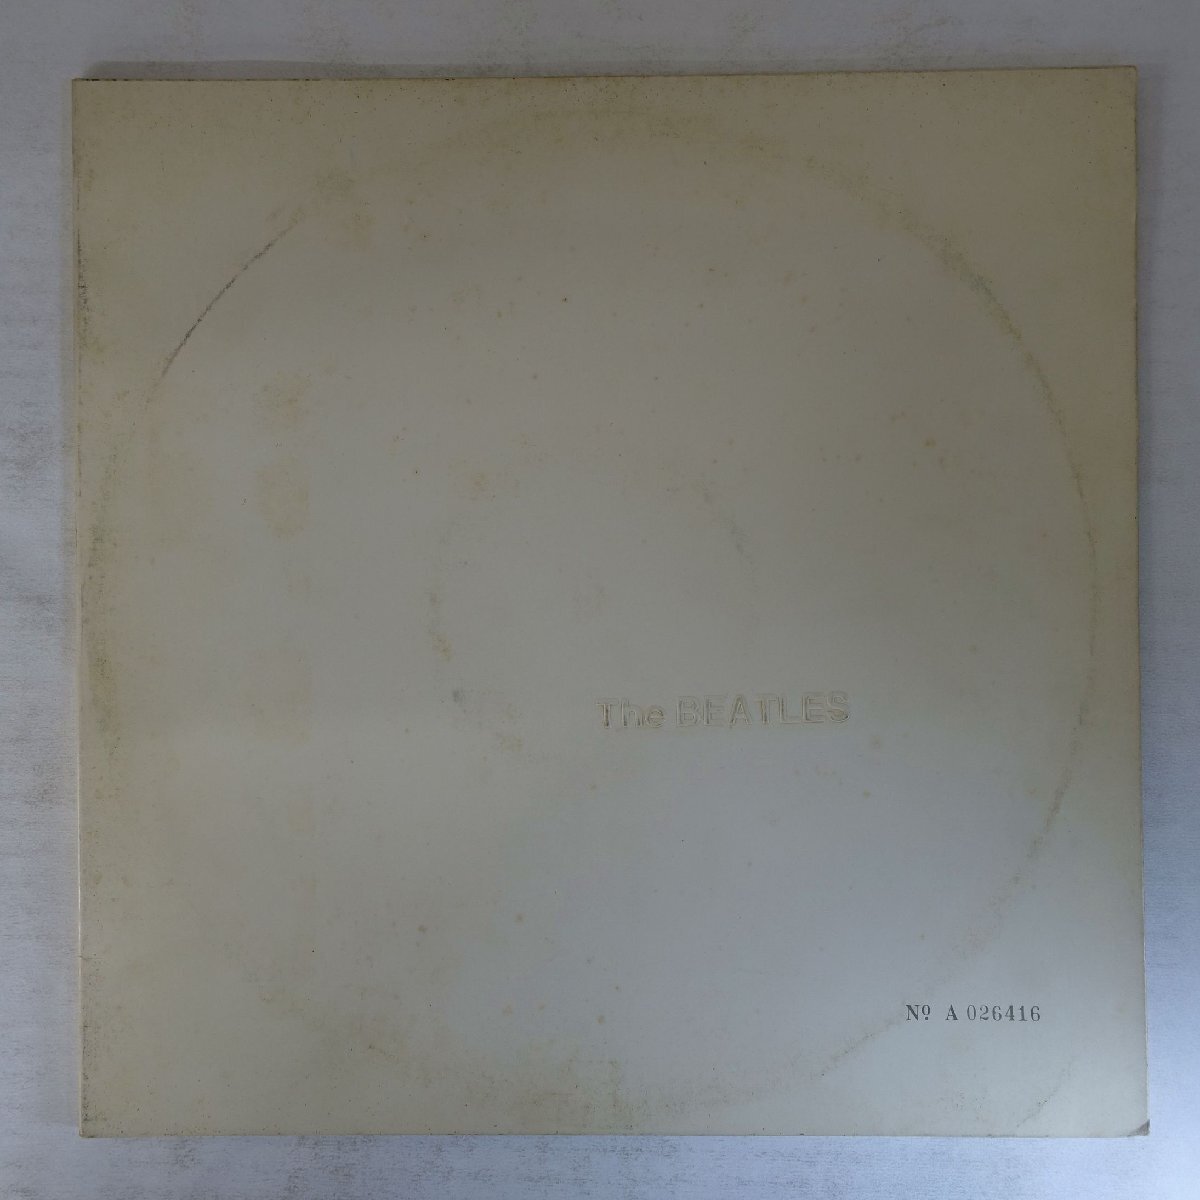 The BEATLES
Nº A 026416